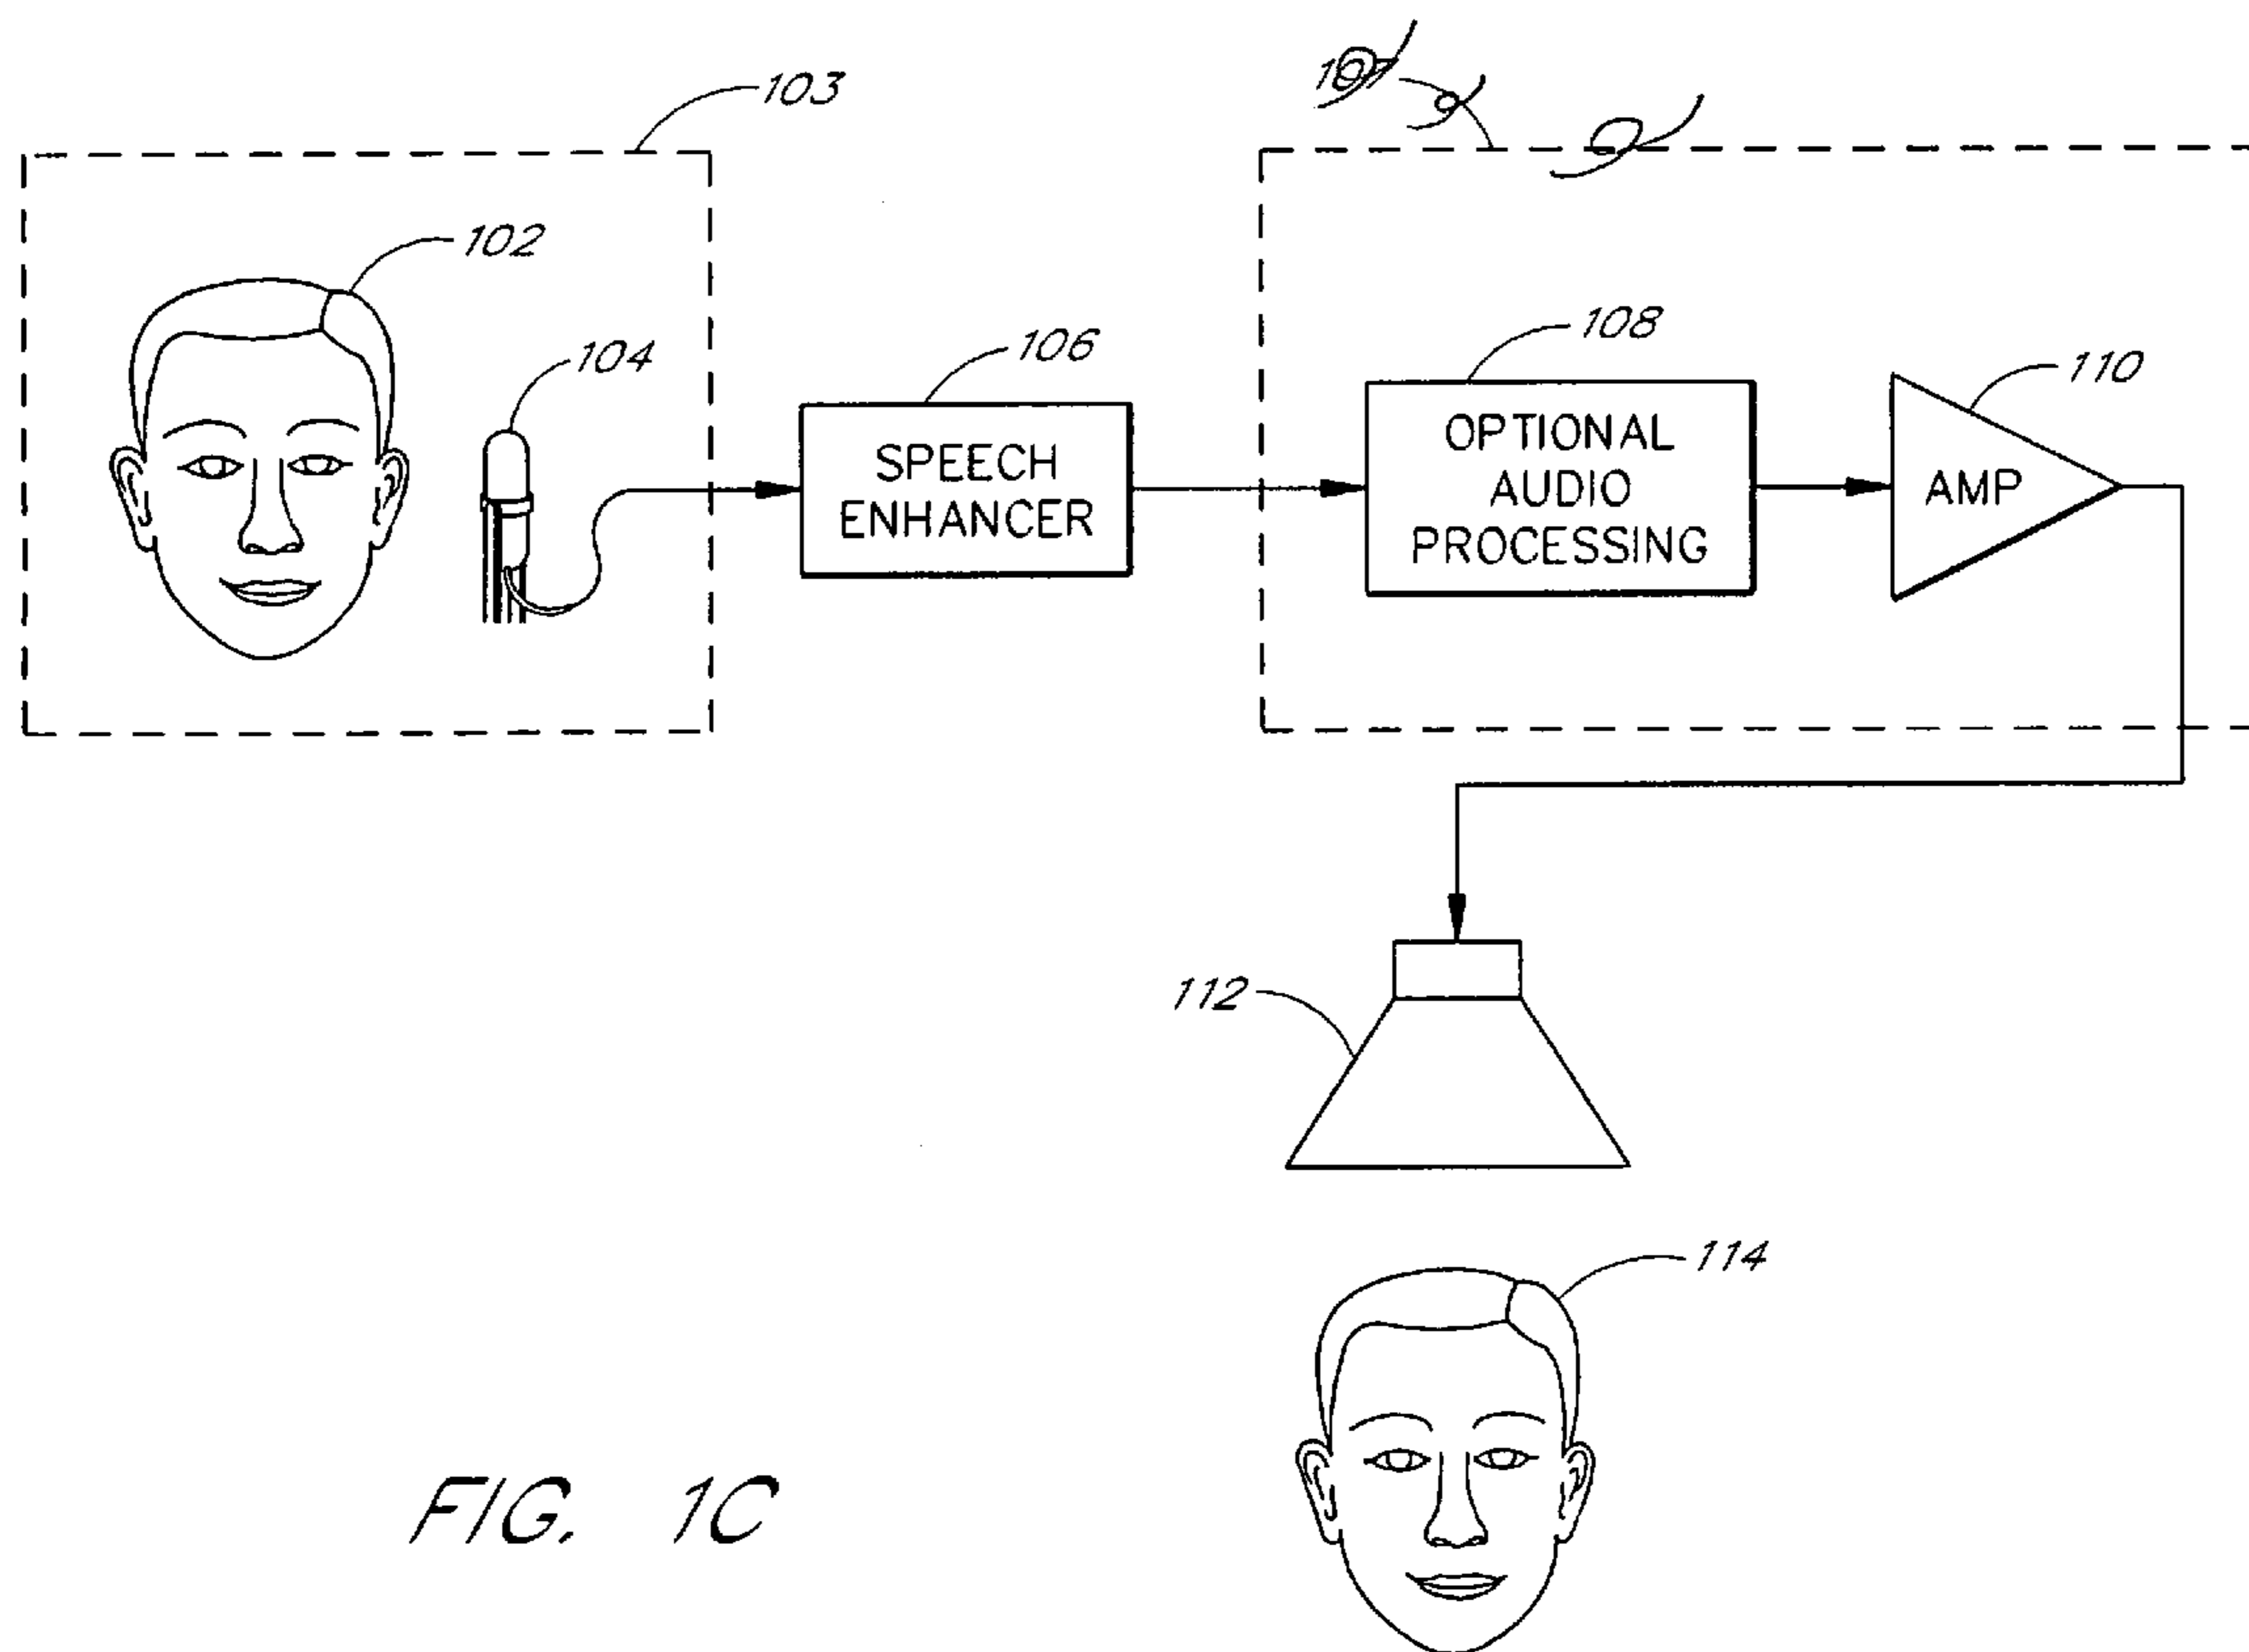 103
102
104
106
SPEECH
ENHANCER
108
OPTIONAL
AUDIO
PROCESSING
110
AMP
112
114
FIG. 1C